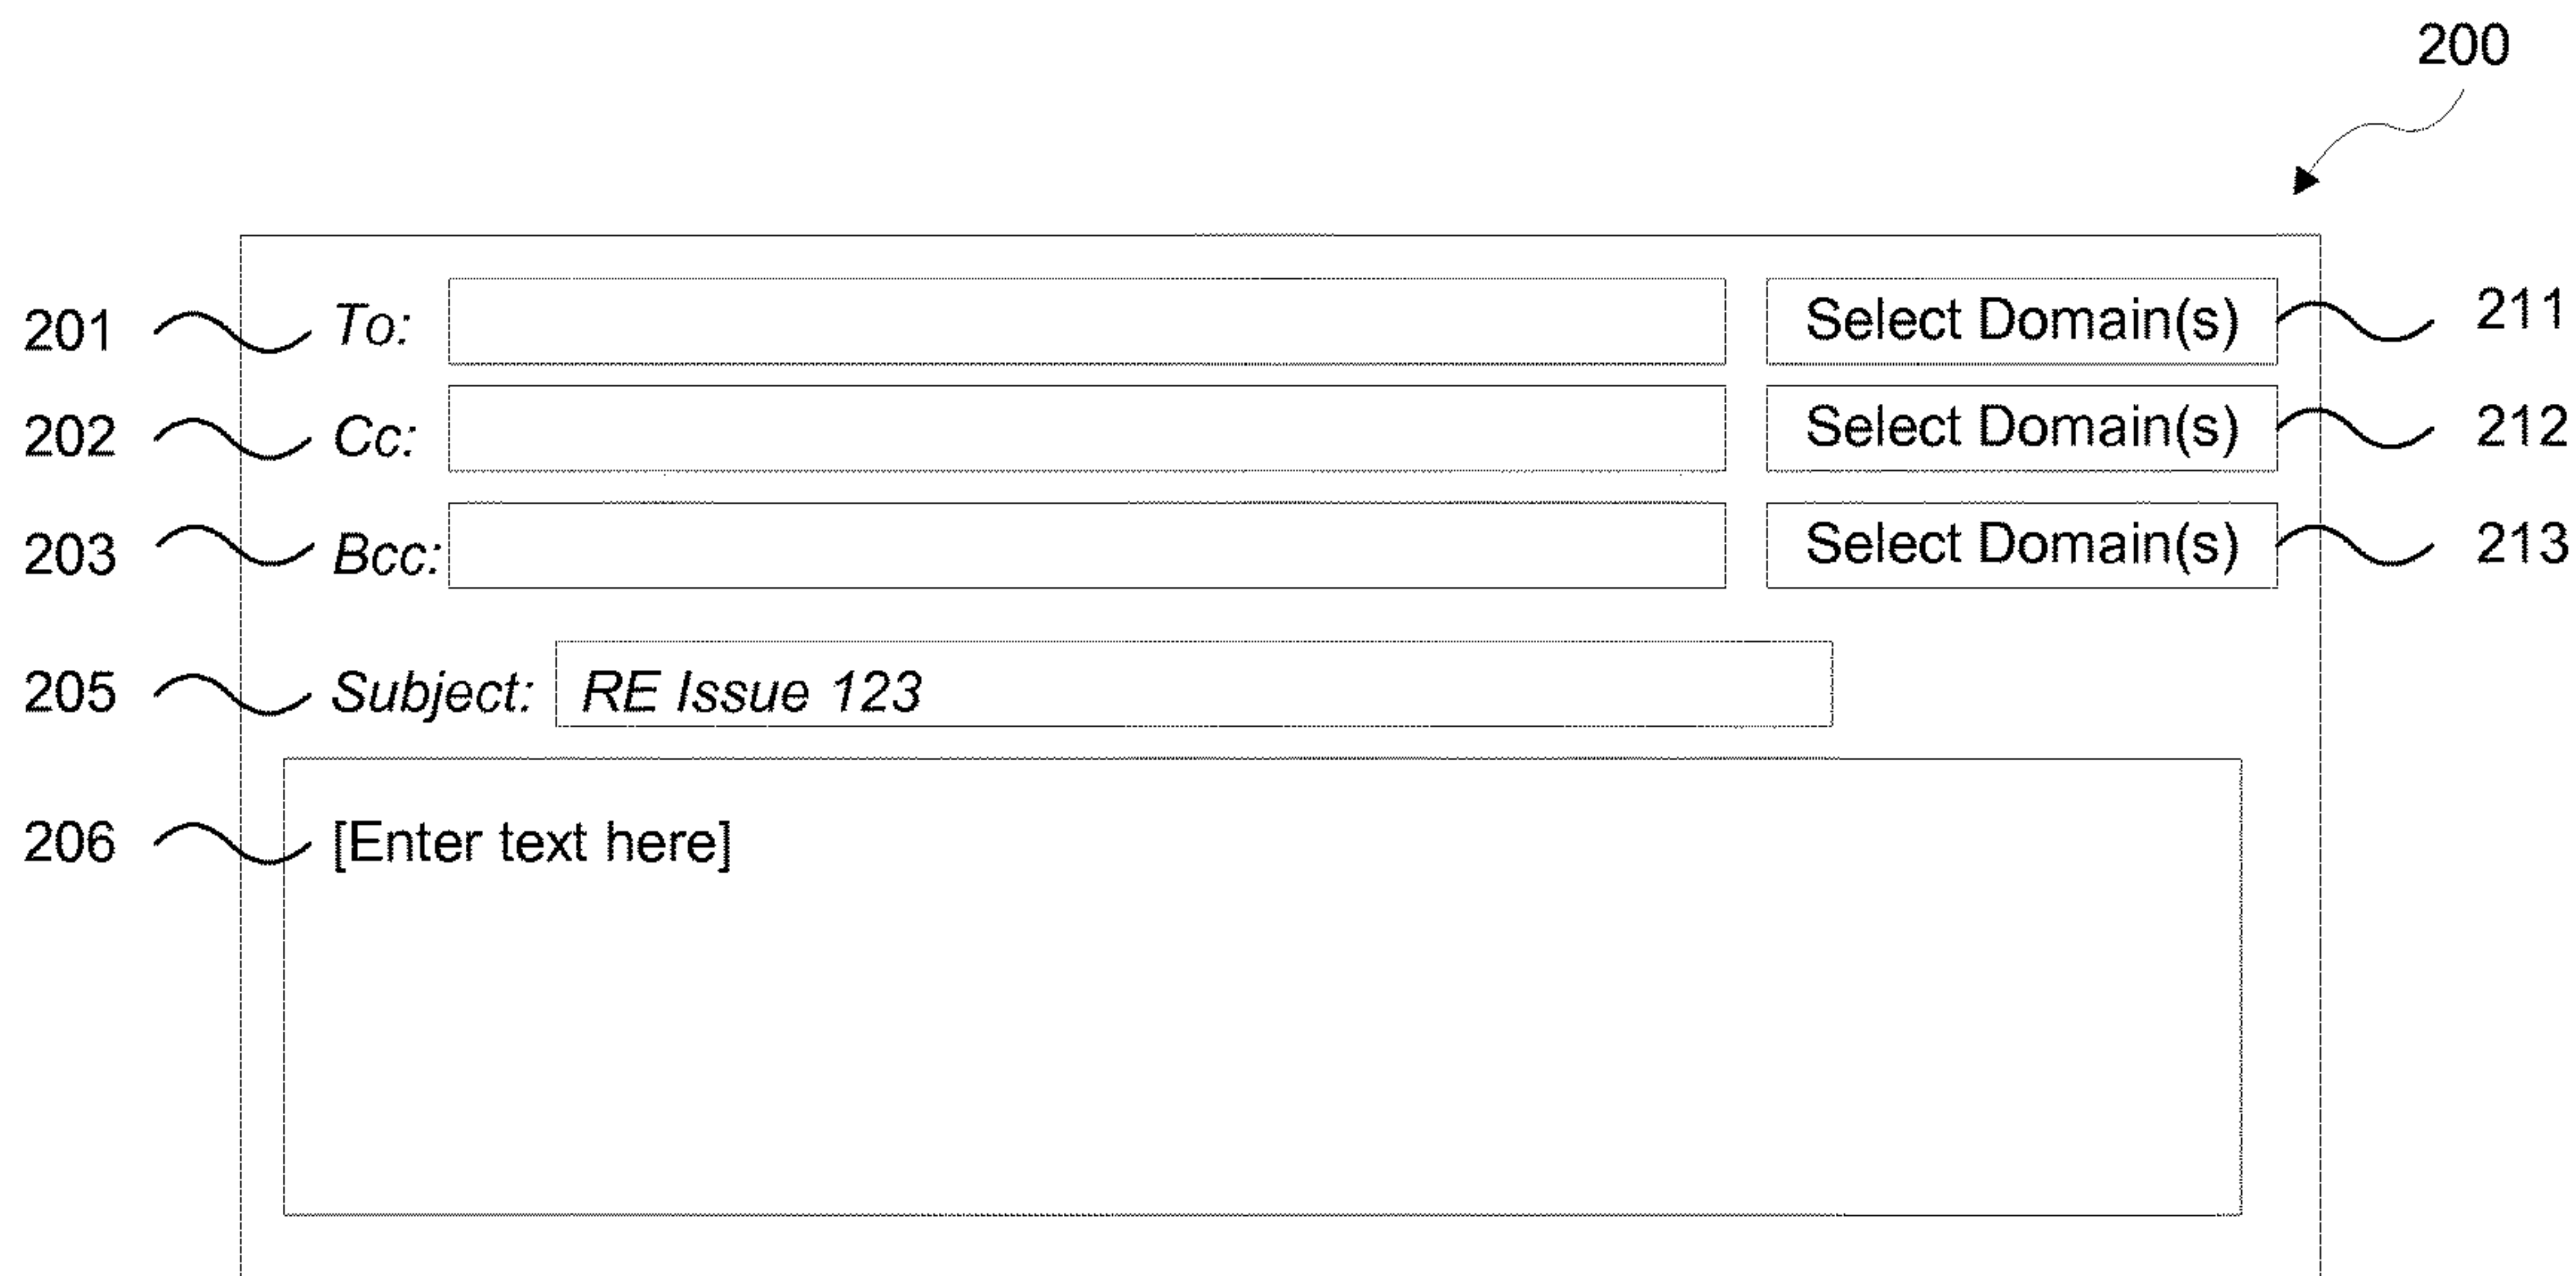 200
201 To: Select Domain(s) 211
202 Cc: Select Domain(s) 212
203 Bcc: Select Domain(s) 213
205 Subject: RE Issue 123
206 [Enter text here]